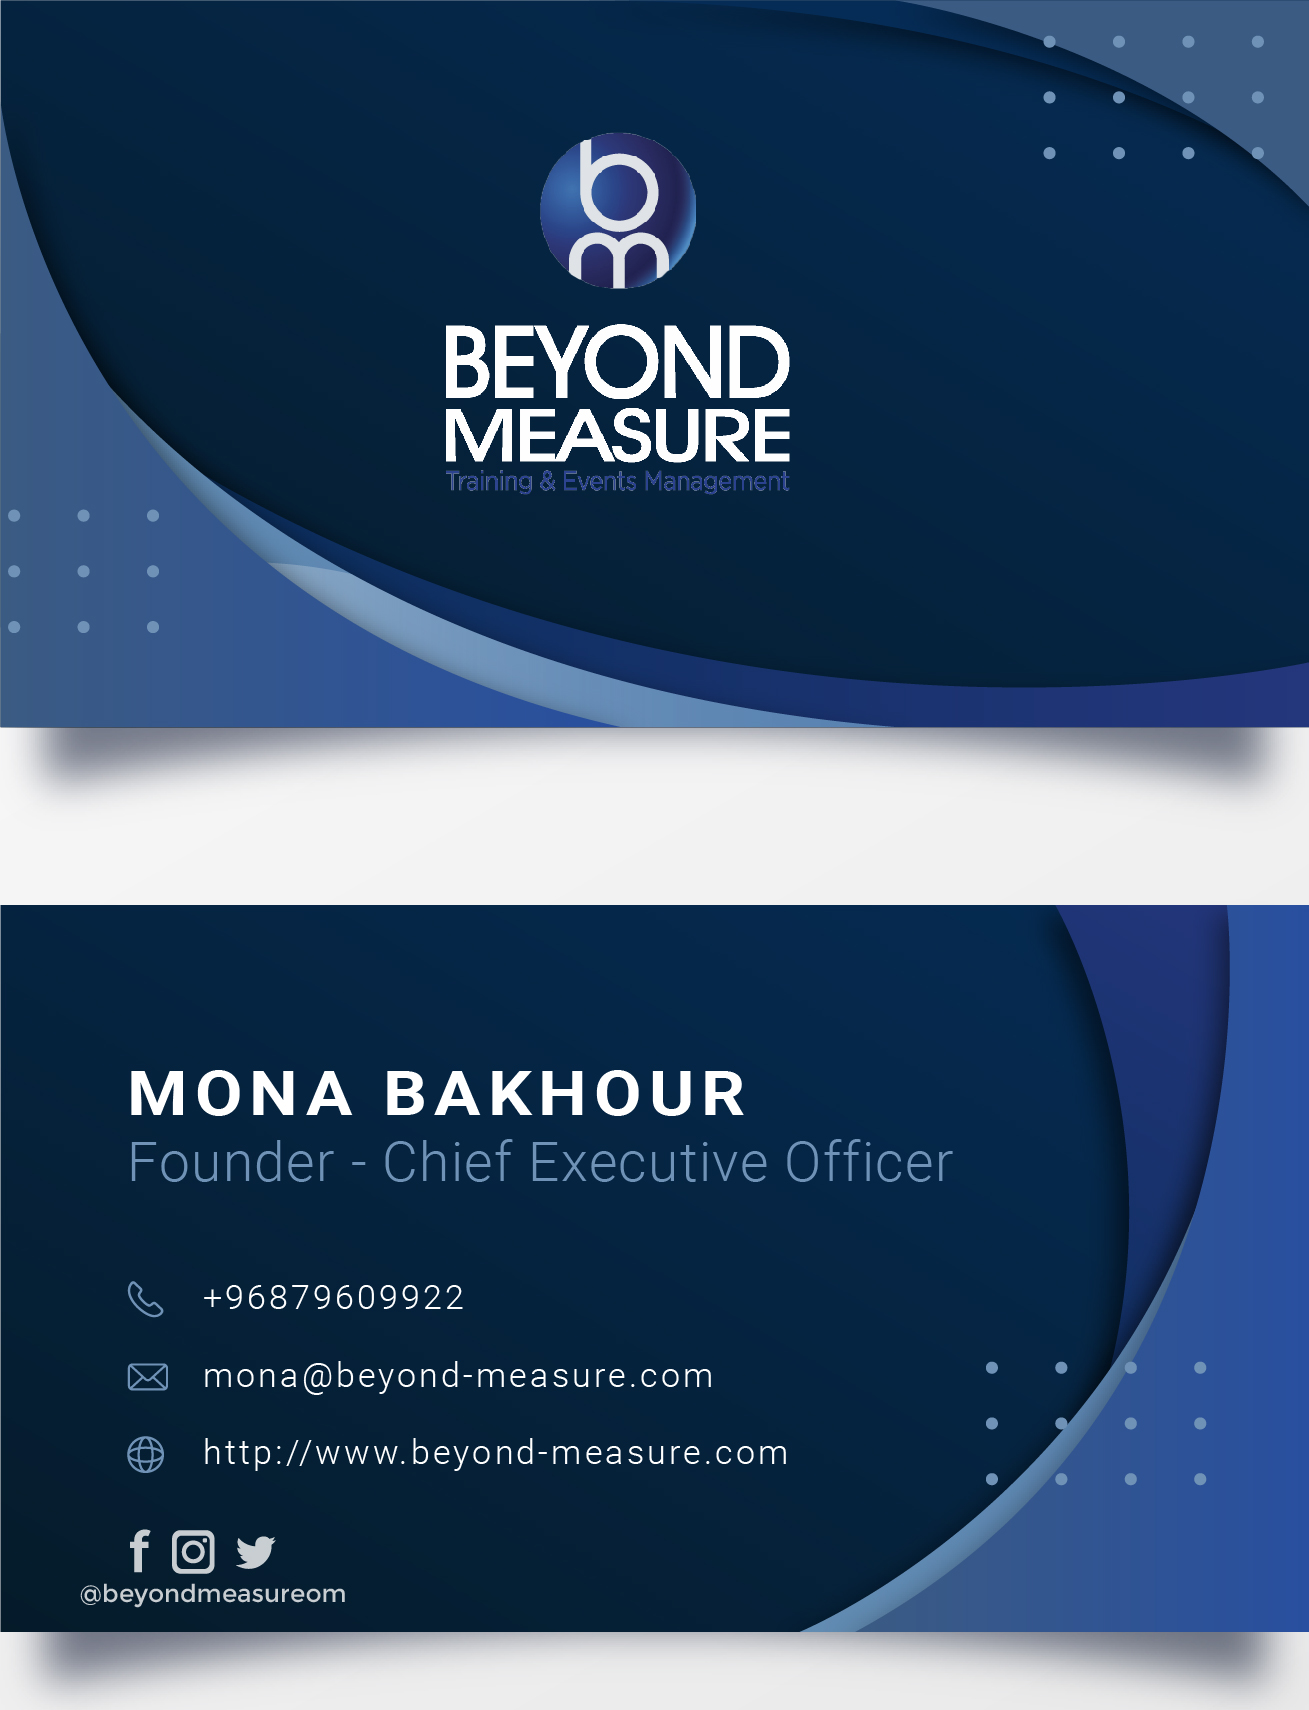 bm
BEYOND
MEASURE
Training & Events Management
MONA BAKHOUR
Founder - Chief Executive Officer
+96879609922
mona@beyond-measure.com
http://www.beyond-measure.com
@beyondmeasureom